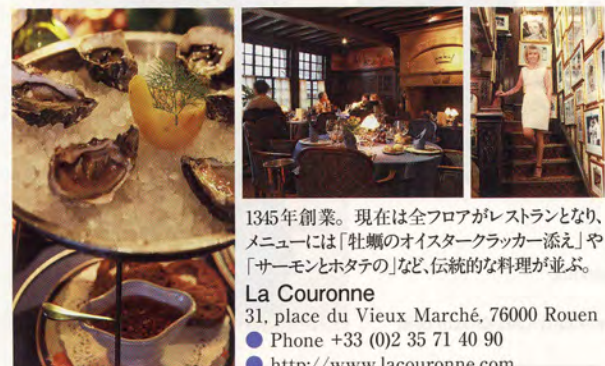 1345年創業。現在は全フロアがレストランとなり、
メニューには「牡蠣のオイスタークラッカー添え」や
「サーモンとホタテの」など、伝統的な料理が並ぶ。
La Couronne
31, place du Vieux Marché, 76000 Rouen
Phone +33 (0)2 35 71 40 90
http://www.lacouronne.com